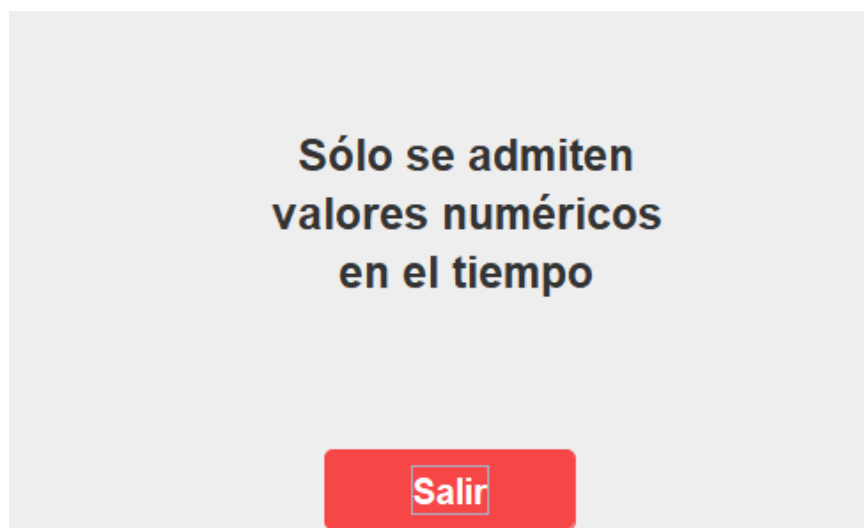 Sólo se admiten
valores numéricos
en el tiempo
Salir